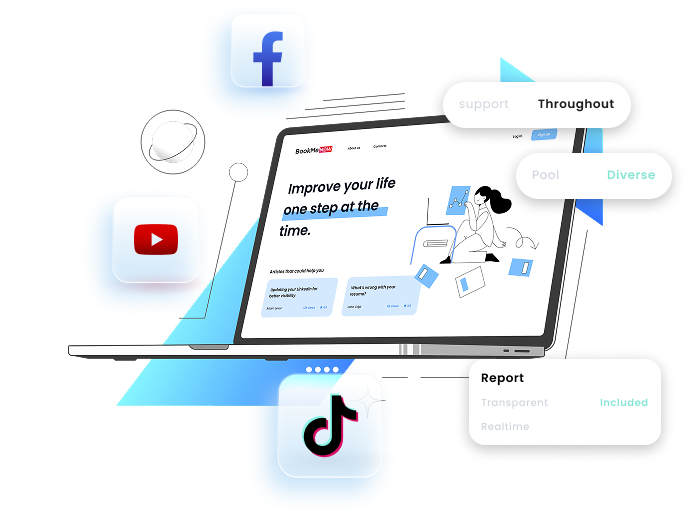 support Throughout
Pool Diverse
BookMeNOW About us Contacts Log in Sign up
Improve your life
one step at the
time.
Articles that could help you
Updating your LinkedIn for
better visibility
What's wrong with your
resume?
Report
Transparent Included
Realtime